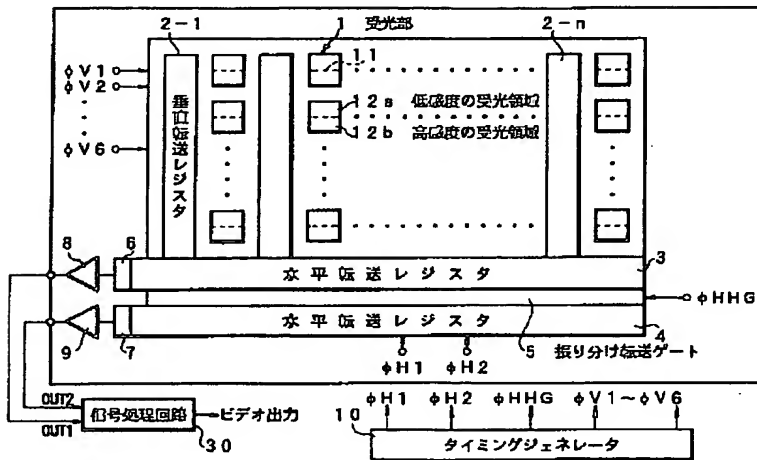 2-1
1 受光部
11
2-n
φV1
φV2
φV6
垂直転送レジスタ
12a 低感度の受光領域
12b 高感度の受光領域
8
6
水平転送レジスタ
3
φHHG
9
7
水平転送レジスタ
4
5
振り分け転送ゲート
φH1
φH2
OUT2
OUT1
信号処理回路
ビデオ出力
30
φH1 φH2 φHHG φV1〜φV6
10
タイミングジェネレータ